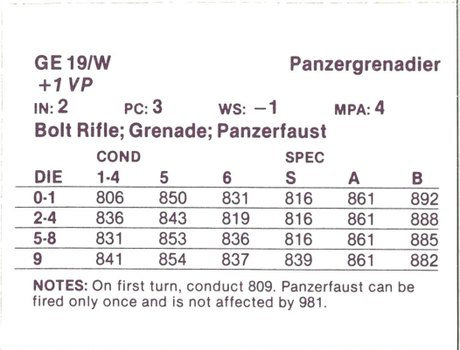 GE 19/W Panzergrenadier
+1 VP
IN: 2 PC: 3 WS: −1 MPA: 4
Bolt Rifle; Grenade; Panzerfaust
COND SPEC
DIE 1-4 5 6 S A B
0-1 806 850 831 816 861 892
2-4 836 843 819 816 861 888
5-8 831 853 836 816 861 885
9 841 854 837 839 861 882
NOTES: On first turn, conduct 809. Panzerfaust can be
fired only once and is not affected by 981.